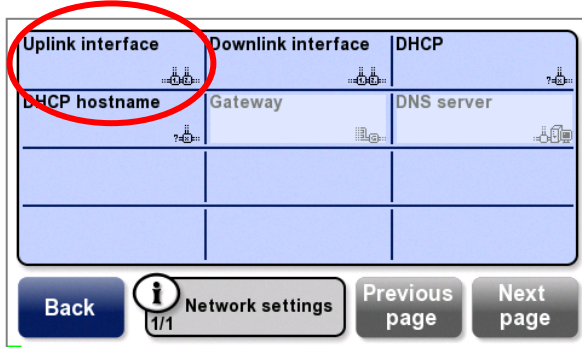 Uplink interface Downlink interface DHCP
DHCP hostname Gateway DNS server
Back
i
1/1
Network settings
Previous
page
Next
page